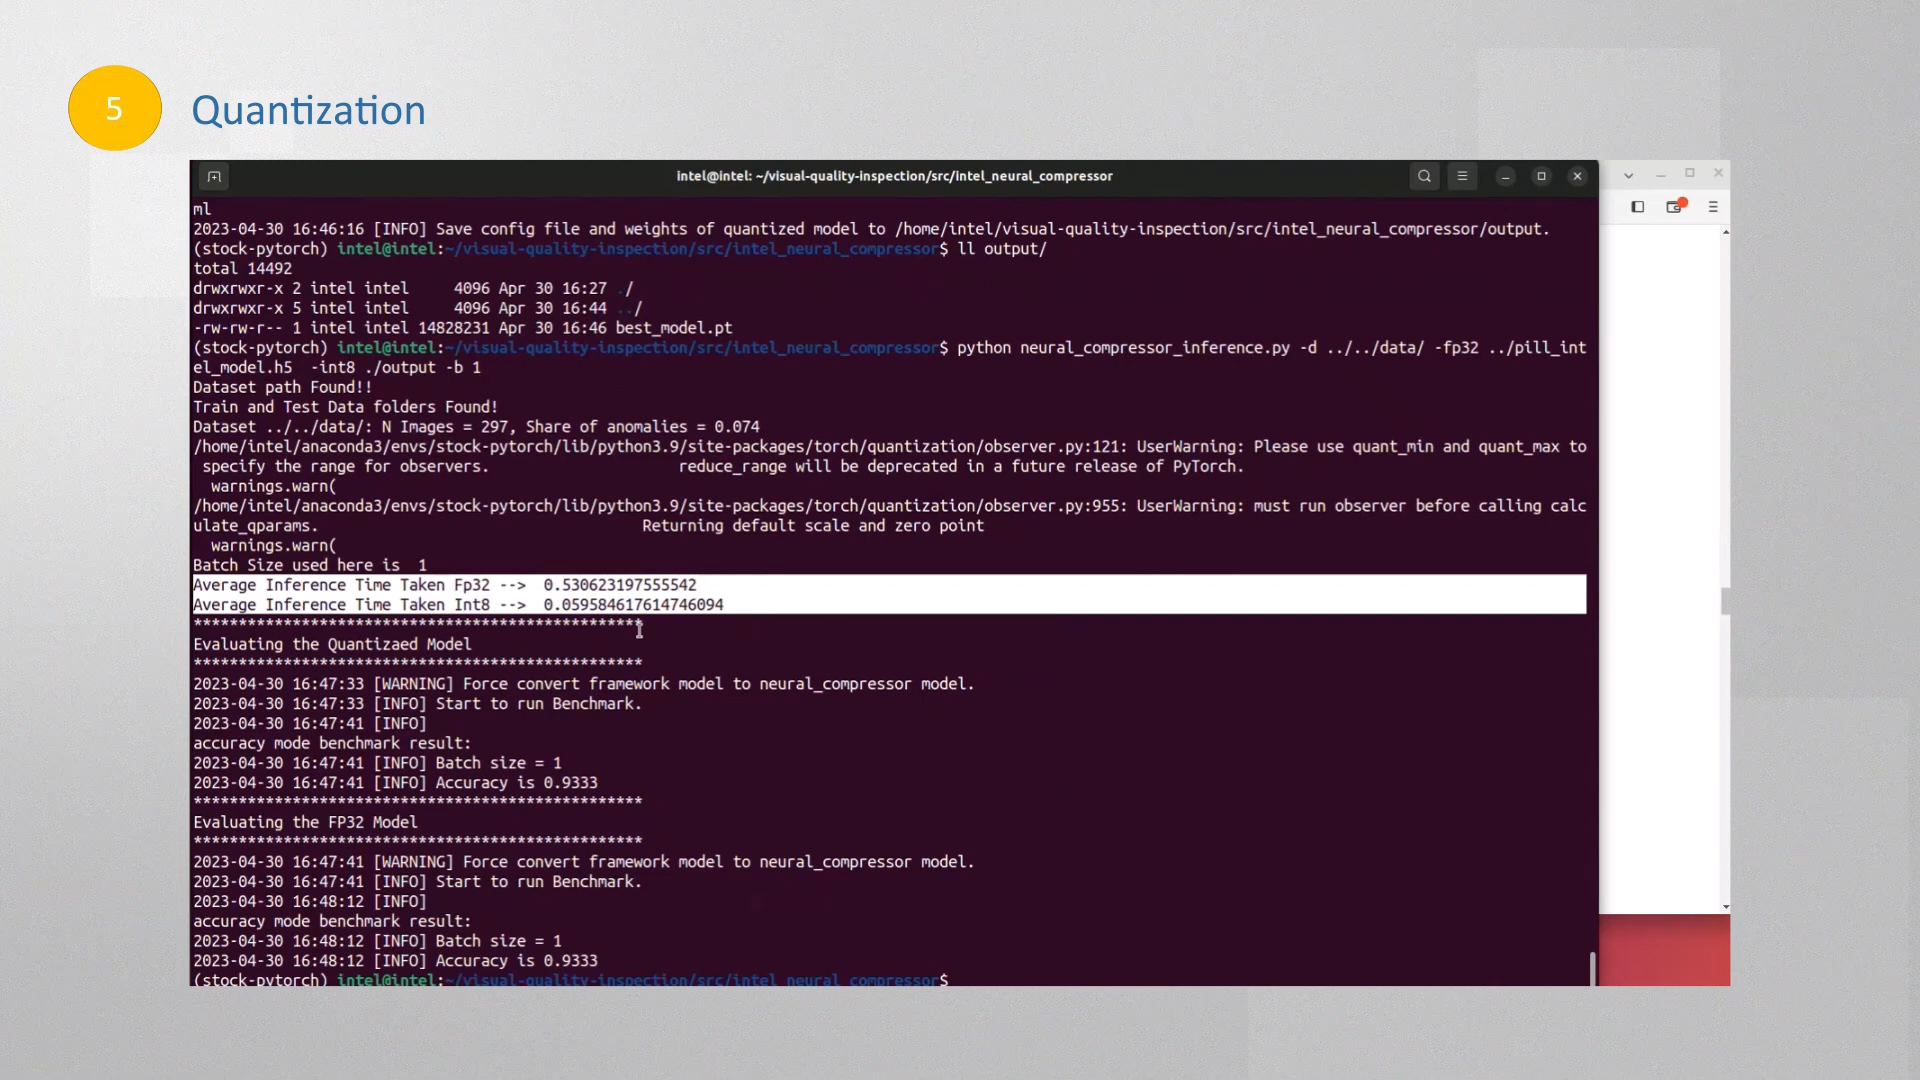 5 Quantization
intel@intel: ~/visual-quality-inspection/src/intel_neural_compressor
ml
2023-04-30 16:46:16 [INFO] Save config file and weights of quantized model to /home/intel/visual-quality-inspection/src/intel_neural_compressor/output.
(stock-pytorch) intel@intel:~/visual-quality-inspection/src/intel_neural_compressor$ ll output/
total 14492
drwxrwxr-x 2 intel intel     4096 Apr 30 16:27 ./
drwxrwxr-x 5 intel intel     4096 Apr 30 16:44 ../
-rw-rw-r-- 1 intel intel 14828231 Apr 30 16:46 best_model.pt
(stock-pytorch) intel@intel:~/visual-quality-inspection/src/intel_neural_compressor$ python neural_compressor_inference.py -d ../../data/ -fp32 ../pill_int
el_model.h5  -int8 ./output -b 1
Dataset path Found!!
Train and Test Data folders Found!
Dataset ../../data/: N Images = 297, Share of anomalies = 0.074
/home/intel/anaconda3/envs/stock-pytorch/lib/python3.9/site-packages/torch/quantization/observer.py:121: UserWarning: Please use quant_min and quant_max to
 specify the range for observers.                     reduce_range will be deprecated in a future release of PyTorch.
  warnings.warn(
/home/intel/anaconda3/envs/stock-pytorch/lib/python3.9/site-packages/torch/quantization/observer.py:955: UserWarning: must run observer before calling calc
ulate_qparams.                                    Returning default scale and zero point
  warnings.warn(
Batch Size used here is  1
Average Inference Time Taken Fp32 -->  0.530623197555542
Average Inference Time Taken Int8 -->  0.059584617614746094
**************************************************
Evaluating the Quantizaed Model
**************************************************
2023-04-30 16:47:33 [WARNING] Force convert framework model to neural_compressor model.
2023-04-30 16:47:33 [INFO] Start to run Benchmark.
2023-04-30 16:47:41 [INFO]
accuracy mode benchmark result:
2023-04-30 16:47:41 [INFO] Batch size = 1
2023-04-30 16:47:41 [INFO] Accuracy is 0.9333
**************************************************
Evaluating the FP32 Model
**************************************************
2023-04-30 16:47:41 [WARNING] Force convert framework model to neural_compressor model.
2023-04-30 16:47:41 [INFO] Start to run Benchmark.
2023-04-30 16:48:12 [INFO]
accuracy mode benchmark result:
2023-04-30 16:48:12 [INFO] Batch size = 1
2023-04-30 16:48:12 [INFO] Accuracy is 0.9333
(stock-pytorch) intel@intel:~/visual-quality-inspection/src/intel_neural_compressor$